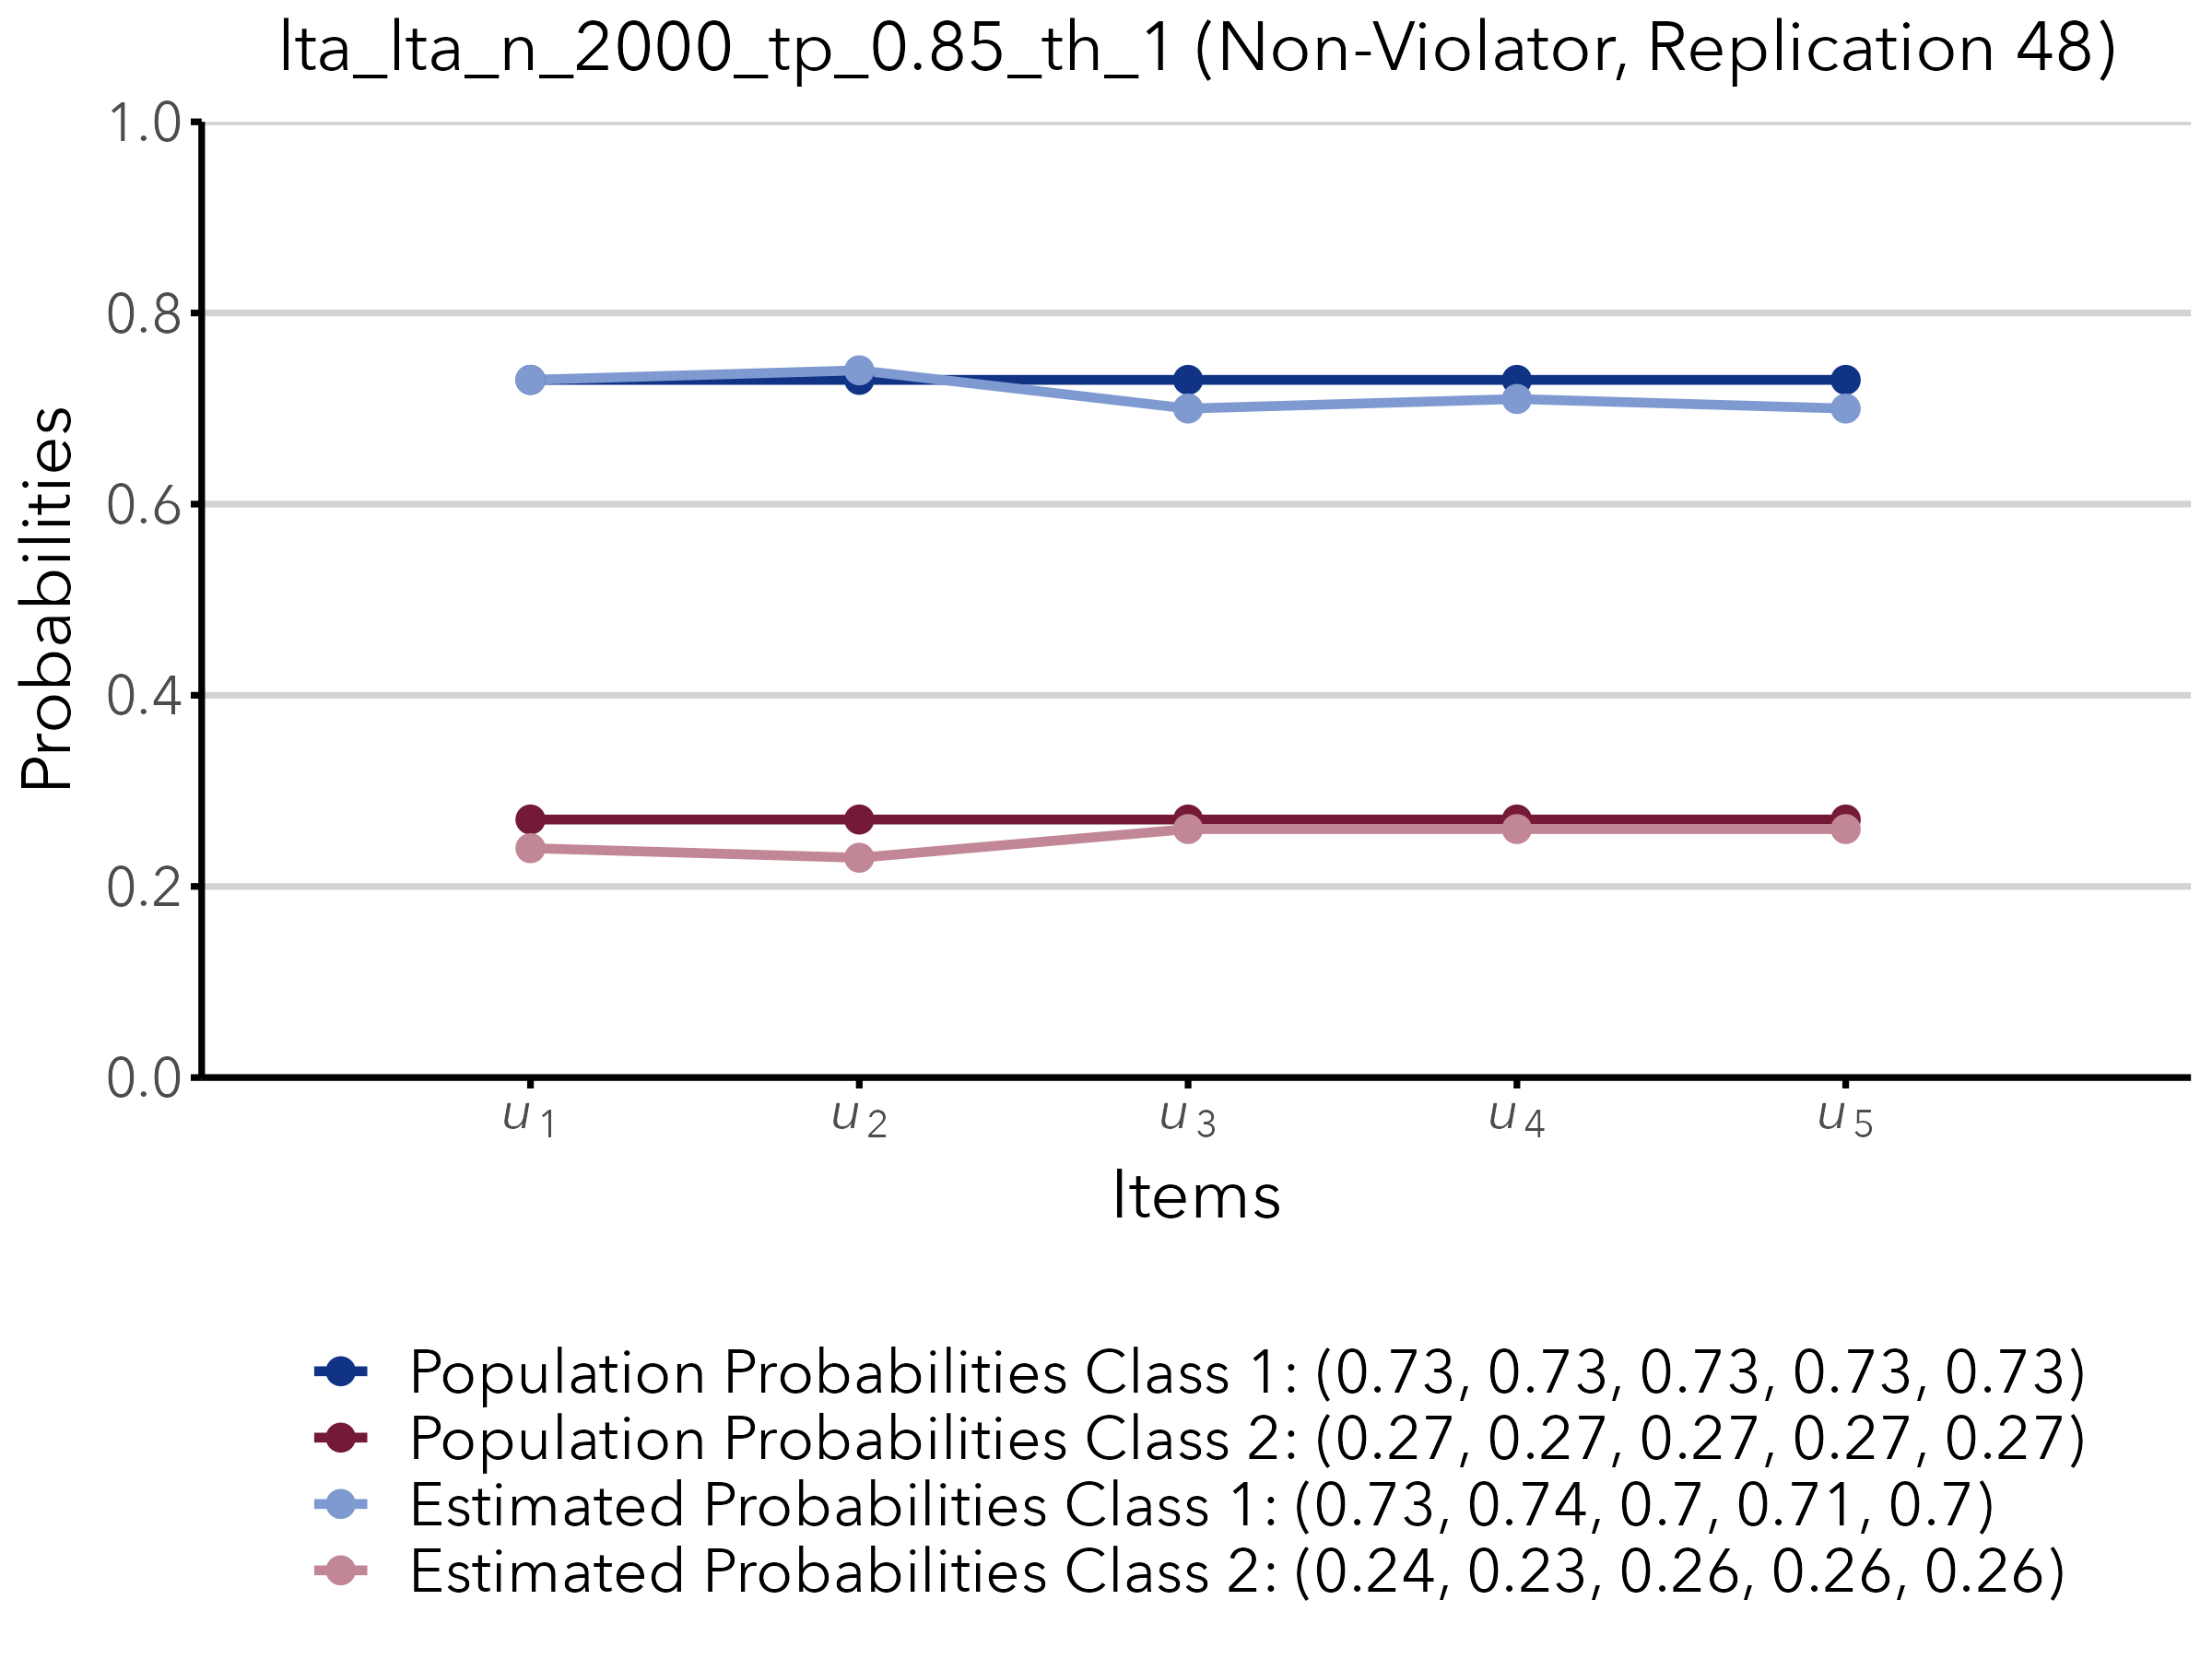 lta_lta_n_2000_tp_0.85_th_1 (Non-Violator, Replication 48)
1.0
0.8
0.6
0.4
0.2
0.0
Probabilities
u1 u2 u3 u4 u5
Items
Population Probabilities Class 1: (0.73, 0.73, 0.73, 0.73, 0.73)
Population Probabilities Class 2: (0.27, 0.27, 0.27, 0.27, 0.27)
Estimated Probabilities Class 1: (0.73, 0.74, 0.7, 0.71, 0.7)
Estimated Probabilities Class 2: (0.24, 0.23, 0.26, 0.26, 0.26)